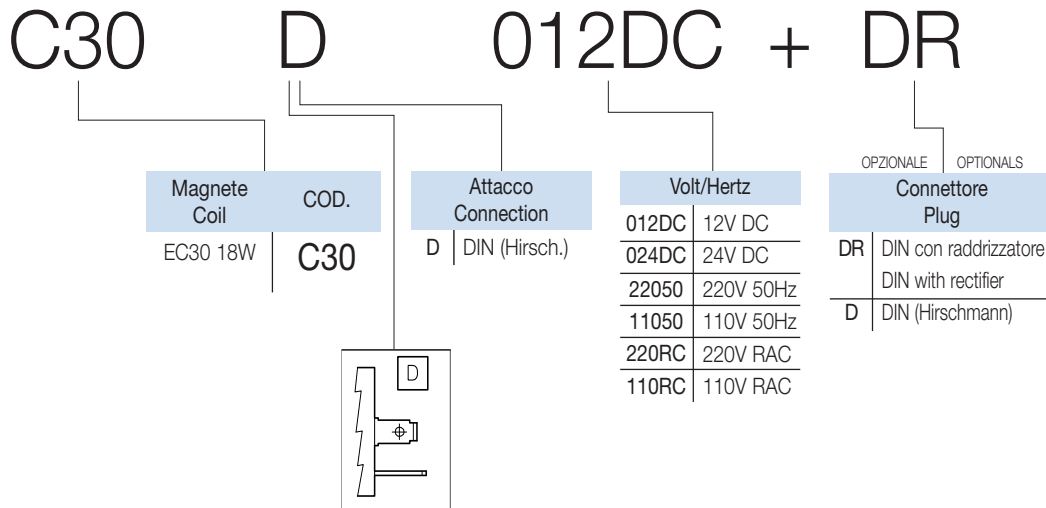 C30 D 012DC + DR
OPZIONALE OPTIONALS
Magnete
Coil
COD.
EC30 18W
C30
Attacco
Connection
D DIN (Hirsch.)
D
Volt/Hertz
012DC 12V DC
024DC 24V DC
22050 220V 50Hz
11050 110V 50Hz
220RC 220V RAC
110RC 110V RAC
Connettore
Plug
DR DIN con raddrizzatore
DIN with rectifier
D DIN (Hirschmann)